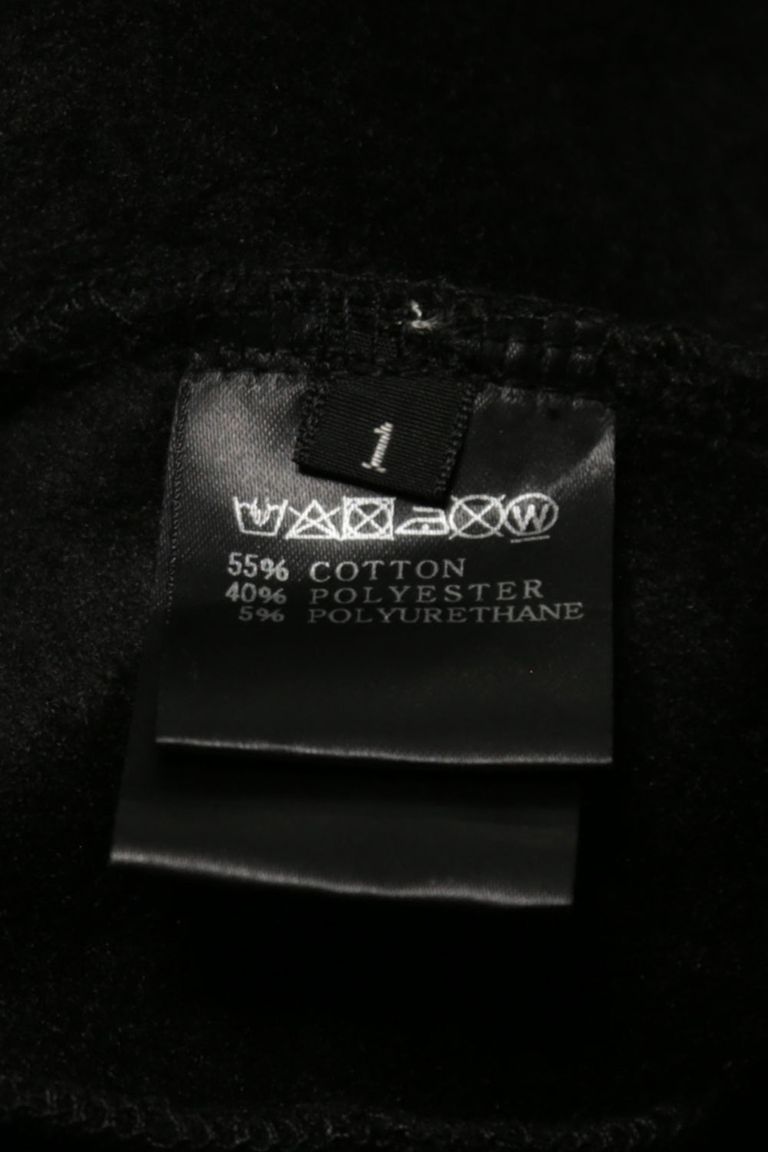 1
W
55% COTTON
40% POLYESTER
5% POLYURETHANE